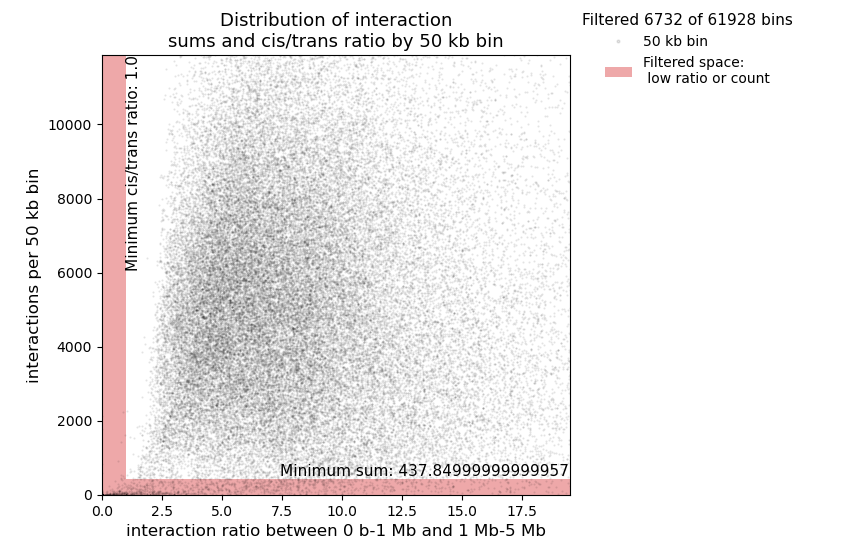 Distribution of interaction
sums and cis/trans ratio by 50 kb bin
Filtered 6732 of 61928 bins
50 kb bin
Filtered space:
low ratio or count
Minimum cis/trans ratio: 1.0
Minimum sum: 437.84999999999957
interactions per 50 kb bin
10000
8000
6000
4000
2000
0
0.0 2.5 5.0 7.5 10.0 12.5 15.0 17.5
interaction ratio between 0 b-1 Mb and 1 Mb-5 Mb